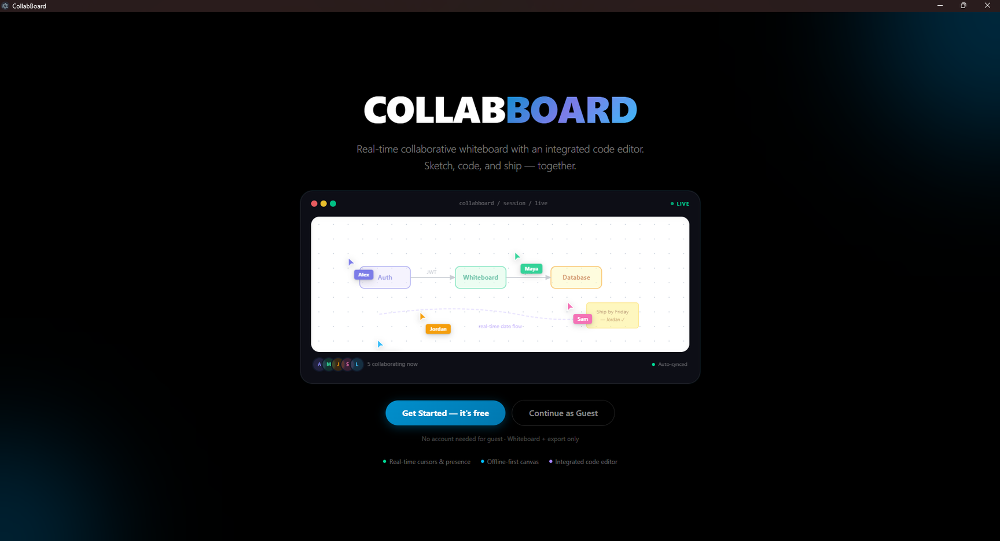 CollabBoard
COLLABBOARD
Real-time collaborative whiteboard with an integrated code editor.
Sketch, code, and ship — together.
collabboard / session / live
LIVE
Maya
Alex
Auth
JWT
Whiteboard
Database
Ship by Friday
— Jordan ✓
Sam
Jordan
real-time data flow
A M J S L 5 collaborating now
Auto-synced
Get Started — it's free
Continue as Guest
No account needed for guest · Whiteboard + export only
Real-time cursors & presence
Offline-first canvas
Integrated code editor